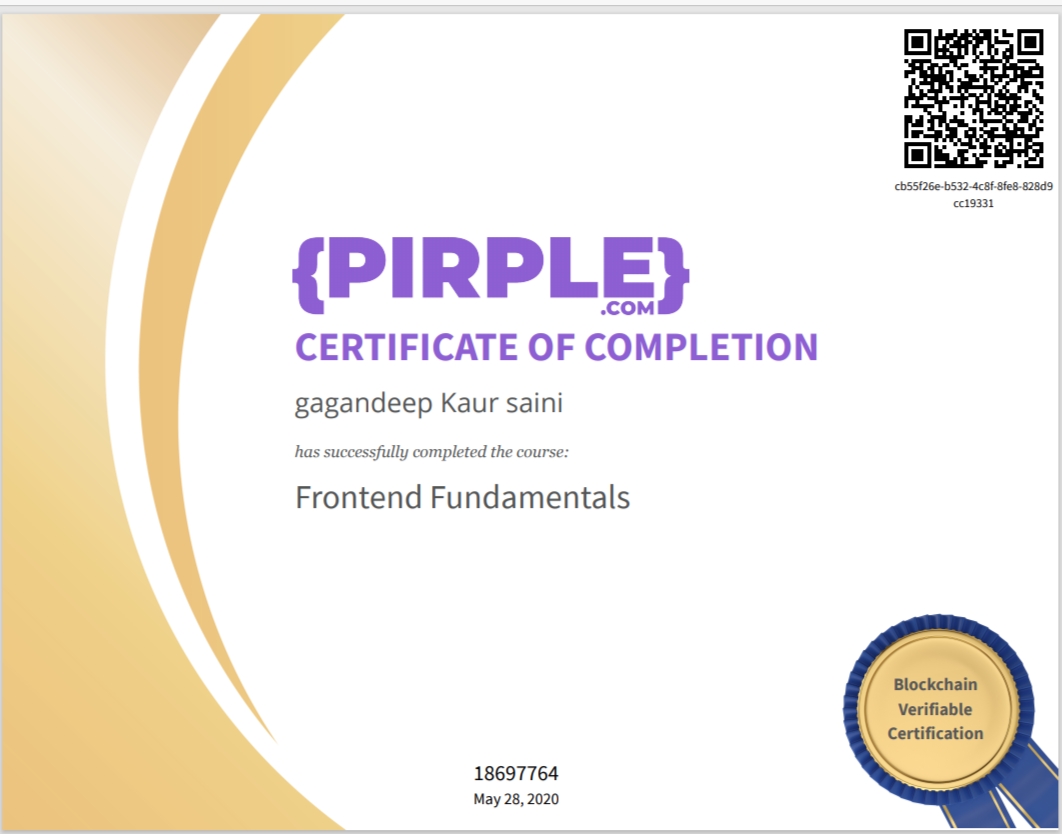 cb55f26e-b532-4c8f-8fe8-828d9
cc19331
{PIRPLE}
.COM
CERTIFICATE OF COMPLETION
gagandeep Kaur saini
has successfully completed the course:
Frontend Fundamentals
Blockchain
Verifiable
Certification
18697764
May 28, 2020